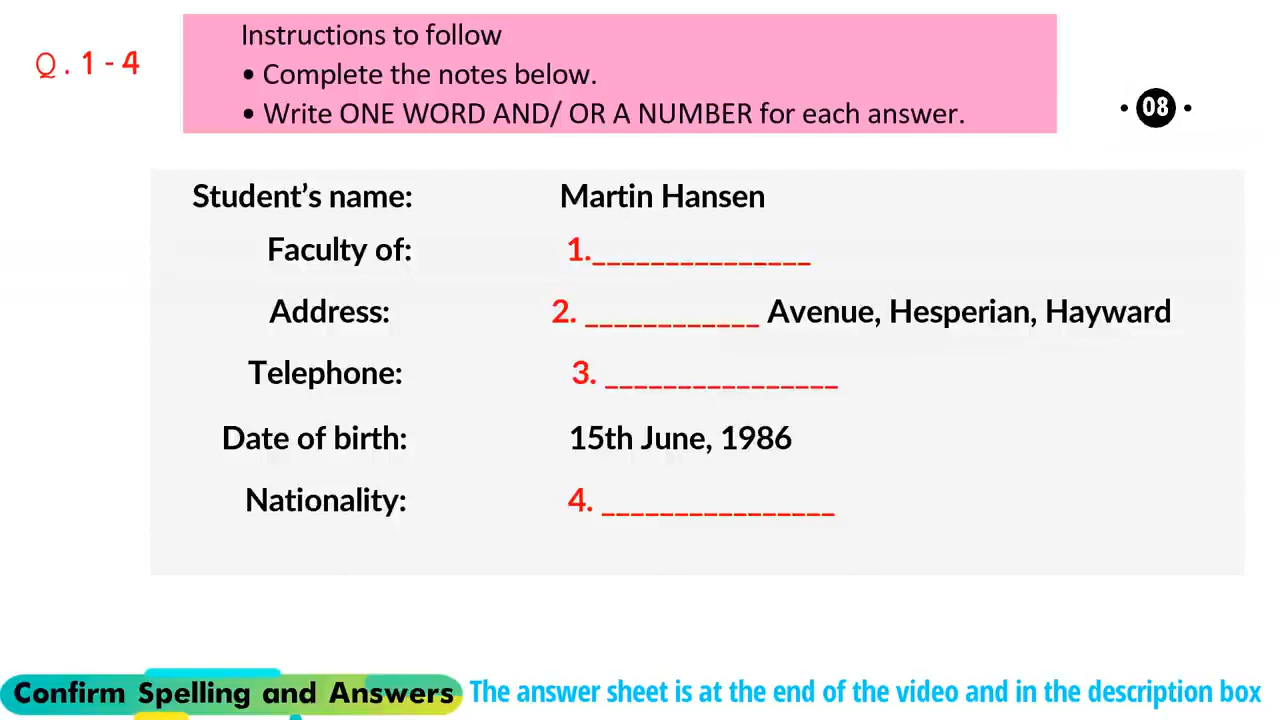 Q. 1 - 4
Instructions to follow
• Complete the notes below.
• Write ONE WORD AND/ OR A NUMBER for each answer.
• 08 •
Student’s name: Martin Hansen
Faculty of: 1._______________
Address: 2. ____________ Avenue, Hesperian, Hayward
Telephone: 3. ________________
Date of birth: 15th June, 1986
Nationality: 4. ________________
Confirm Spelling and Answers The answer sheet is at the end of the video and in the description box